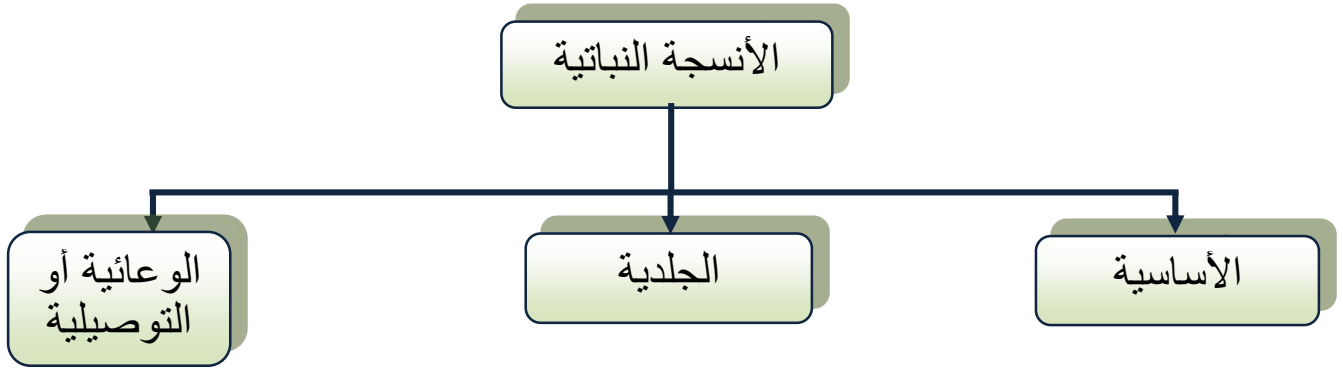 الأنسجة النباتية
الأساسية
الجلدية
الوعائية أو
التوصيلية